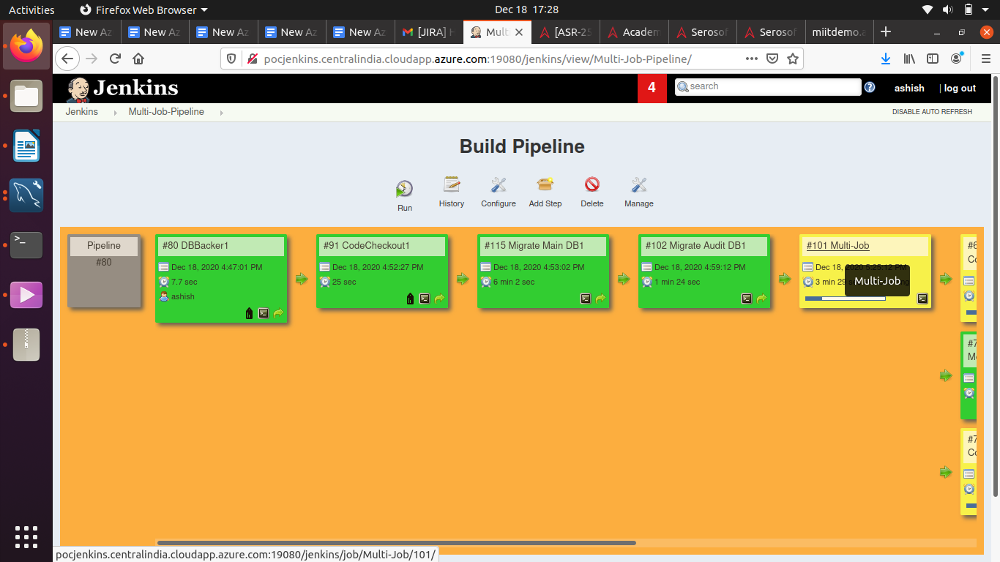 Activities
Firefox Web Browser
Dec 18 17:28
New Az
New Az
New Az
New Az
New Az
[JIRA] H
Multi
[ASR-25
Academ
Serosof
Serosof
miitdemo.a
pocjenkins.centralindia.cloudapp.azure.com:19080/jenkins/view/Multi-Job-Pipeline/
Jenkins
4
search
ashish
| log out
Jenkins
Multi-Job-Pipeline
DISABLE AUTO REFRESH
Build Pipeline
Run
History
Configure
Add Step
Delete
Manage
Pipeline
#80
#80 DBBacker1
Dec 18, 2020 4:47:01 PM
7.7 sec
ashish
#91 CodeCheckout1
Dec 18, 2020 4:52:27 PM
25 sec
#115 Migrate Main DB1
Dec 18, 2020 4:53:02 PM
6 min 2 sec
#102 Migrate Audit DB1
Dec 18, 2020 4:59:12 PM
1 min 24 sec
#101 Multi-Job
Dec 18, 2020 5:25:12 PM
3 min 29
Multi-Job
#6
Co
#7
Mo
#7
Co
pocjenkins.centralindia.cloudapp.azure.com:19080/jenkins/job/Multi-Job/101/